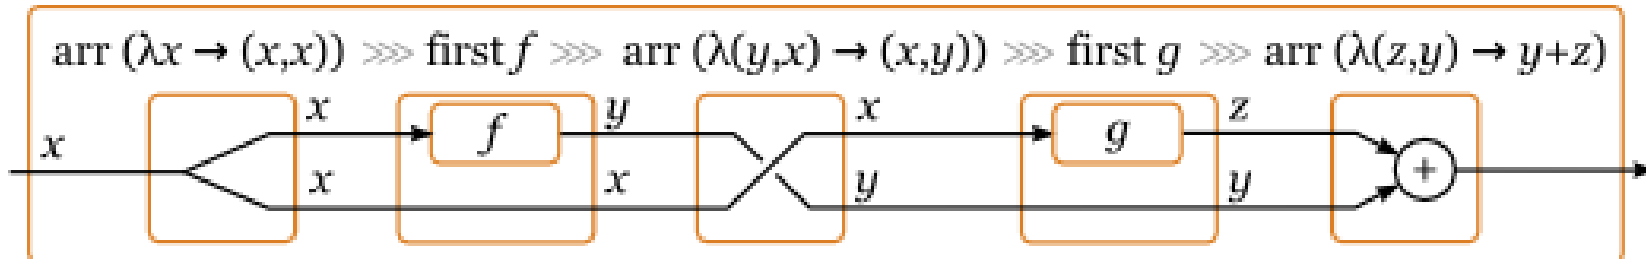 arr (λx → (x,x)) ⋙ first f ⋙ arr (λ(y,x) → (x,y)) ⋙ first g ⋙ arr (λ(z,y) → y+z)
x x f y x g z
x x y y +